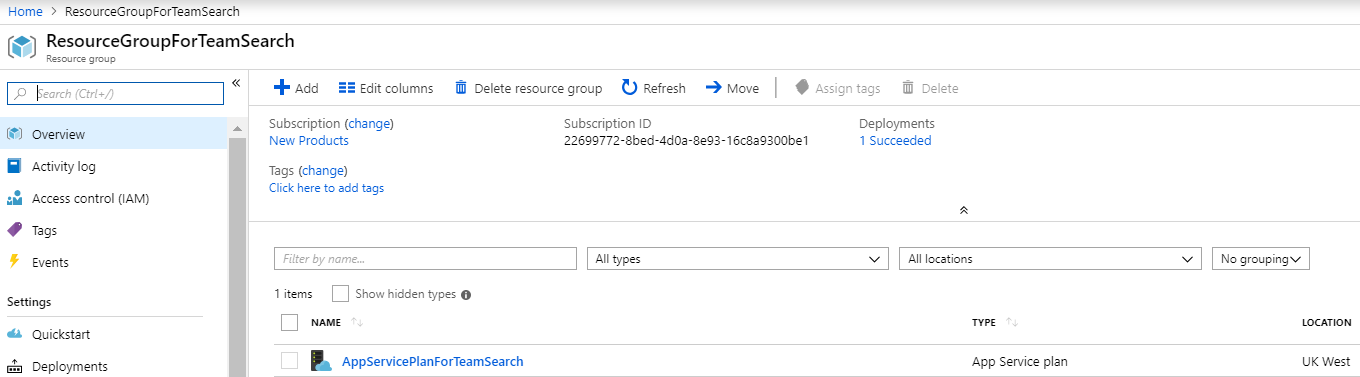 Home > ResourceGroupForTeamSearch
ResourceGroupForTeamSearch
Resource group
Search (Ctrl+/)
Overview
Activity log
Access control (IAM)
Tags
Events
Settings
Quickstart
Deployments
Add Edit columns Delete resource group Refresh Move Assign tags Delete
Subscription (change) Subscription ID Deployments
New Products 22699772-8bed-4d0a-8e93-16c8a9300be1 1 Succeeded
Tags (change)
Click here to add tags
Filter by name... All types All locations No grouping
1 items Show hidden types
NAME TYPE LOCATION
AppServicePlanForTeamSearch App Service plan UK West